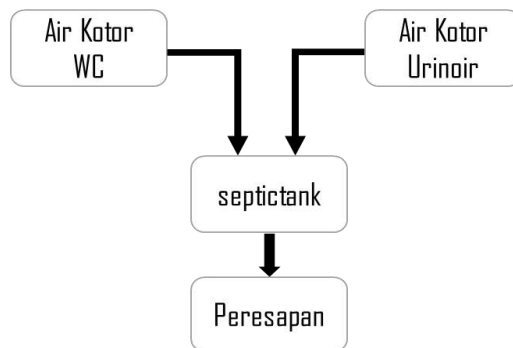 Air Kotor
WC
Air Kotor
Urinoir
septictank
Peresapan